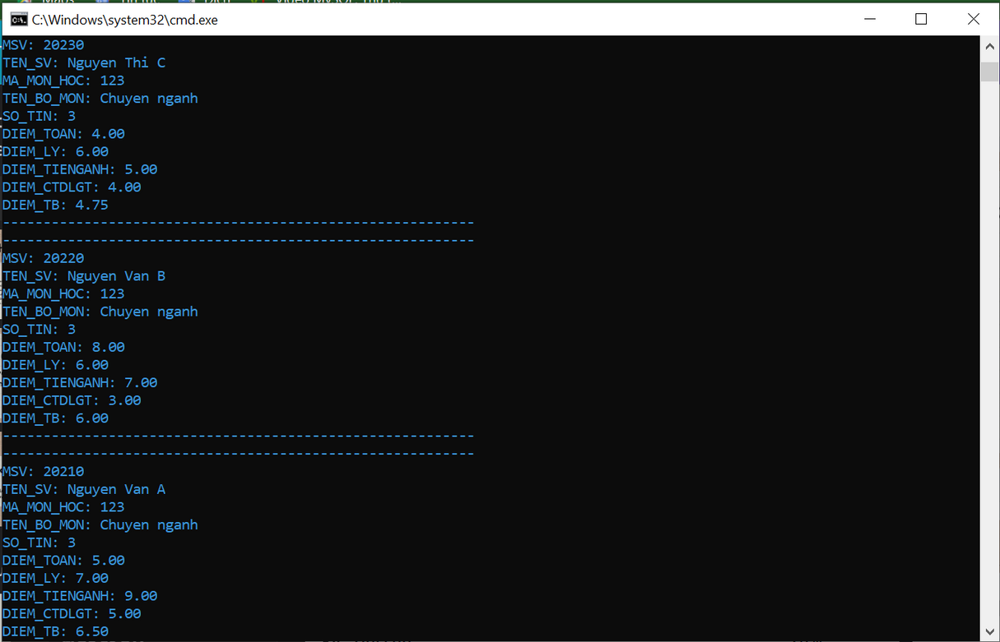 C:\Windows\system32\cmd.exe
MSV: 20230
TEN_SV: Nguyen Thi C
MA_MON_HOC: 123
TEN_BO_MON: Chuyen nganh
SO_TIN: 3
DIEM_TOAN: 4.00
DIEM_LY: 6.00
DIEM_TIENGANH: 5.00
DIEM_CTDLGT: 4.00
DIEM_TB: 4.75
----------------------------------------------------------
----------------------------------------------------------
MSV: 20220
TEN_SV: Nguyen Van B
MA_MON_HOC: 123
TEN_BO_MON: Chuyen nganh
SO_TIN: 3
DIEM_TOAN: 8.00
DIEM_LY: 6.00
DIEM_TIENGANH: 7.00
DIEM_CTDLGT: 3.00
DIEM_TB: 6.00
----------------------------------------------------------
----------------------------------------------------------
MSV: 20210
TEN_SV: Nguyen Van A
MA_MON_HOC: 123
TEN_BO_MON: Chuyen nganh
SO_TIN: 3
DIEM_TOAN: 5.00
DIEM_LY: 7.00
DIEM_TIENGANH: 9.00
DIEM_CTDLGT: 5.00
DIEM_TB: 6.50